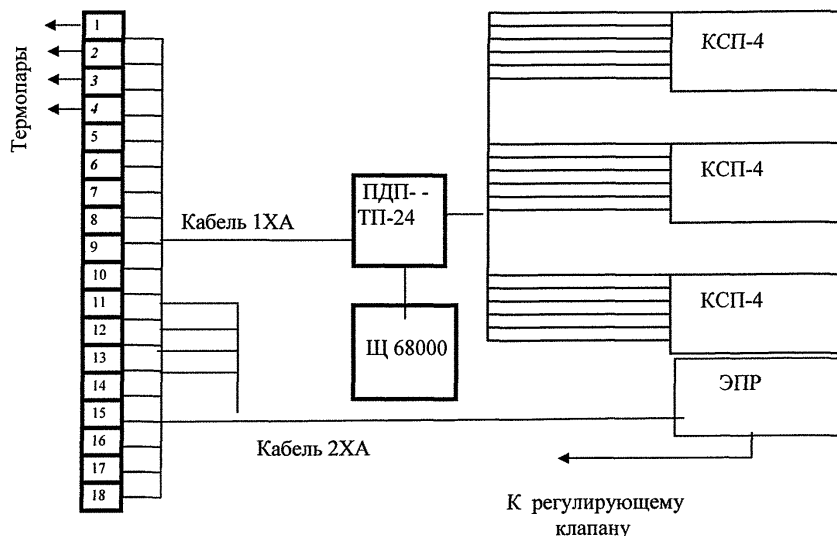 Термопары
1
2
3
4
5
6
7
8
9
10
11
12
13
14
15
16
17
18
Кабель 1ХА
ПДП- -
ТП-24
Щ 68000
КСП-4
КСП-4
КСП-4
ЭПР
Кабель 2ХА
К регулирующему
клапану